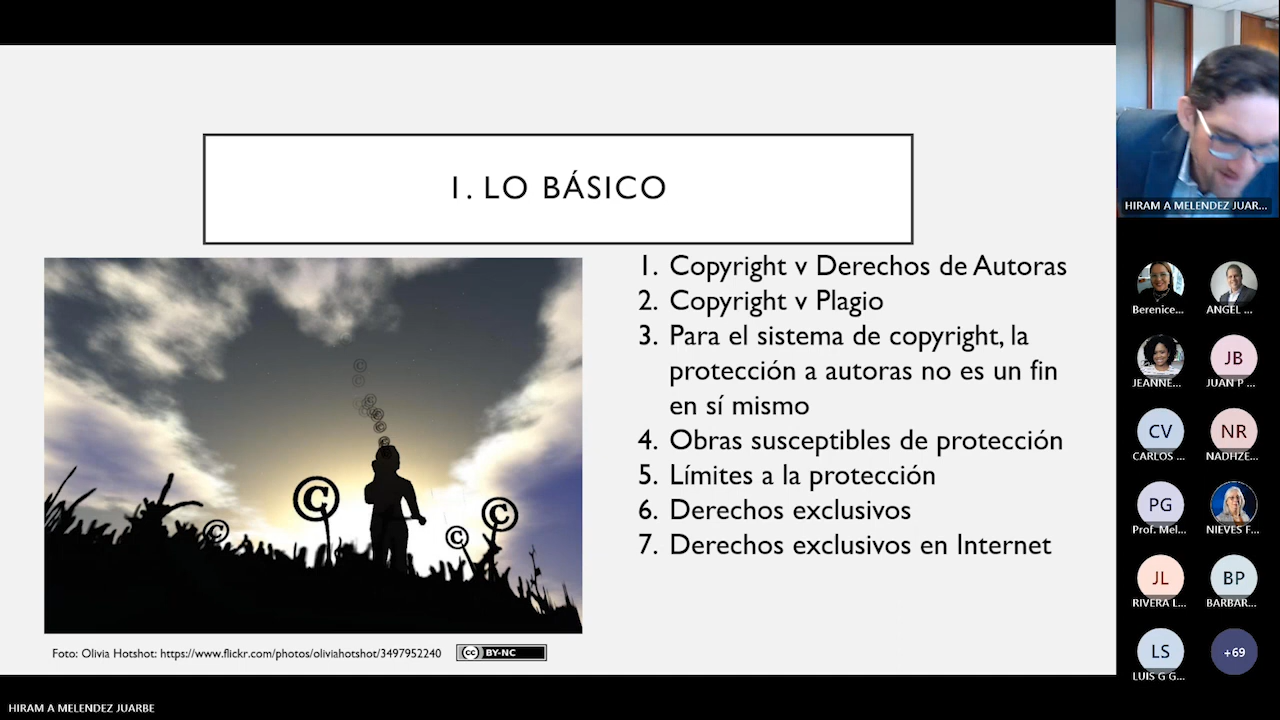 1. LO BÁSICO
1. Copyright v Derechos de Autoras
2. Copyright v Plagio
3. Para el sistema de copyright, la
protección a autoras no es un fin
en sí mismo
4. Obras susceptibles de protección
5. Límites a la protección
6. Derechos exclusivos
7. Derechos exclusivos en Internet
©
©
©
©
Foto: Olivia Hotshot: https://www.flickr.com/photos/oliviahotshot/3497952240
cc BY-NC
HIRAM A MELENDEZ JUAR...
Berenice...
ANGEL ...
JEANNE...
JB
JUAN P ...
CV
CARLOS ...
NR
NADHZE...
PG
Prof. Mel...
NIEVES F...
JL
RIVERA L...
BP
BARBAR...
LS
LUIS G G...
+69
HIRAM A MELENDEZ JUARBE